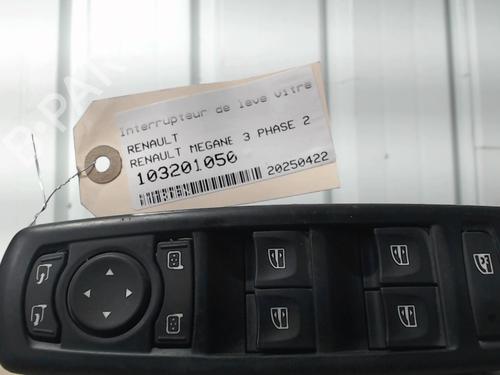 Interrupteur de leve vitre
RENAULT
RENAULT MEGANE 3 PHASE 2
103201056
20250422